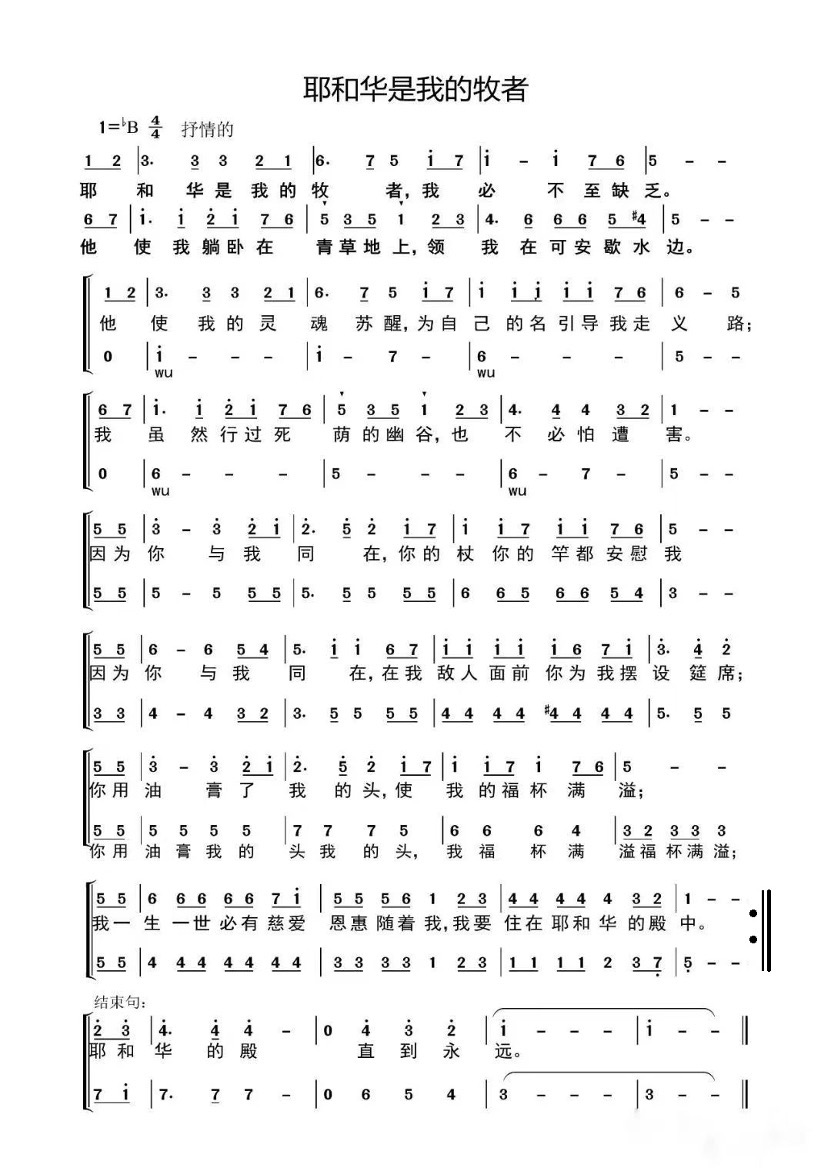 耶和华是我的牧者
1=♭B 4/4 抒情的
1 2 | 3. 3 3 2 1 | 6. 7 5 i 7 | i - i 7 6 | 5 - -
耶 和 华 是 我 的 牧 者, 我 必 不 至 缺 乏。
6 7 | i. i 2 i 7 6 | 5 3 5 1 2 3 | 4. 6 6 6 5 #4 | 5 - -
他 使 我 躺 卧 在 青 草 地 上, 领 我 在 可 安 歇 水 边。
1 2 | 3. 3 3 2 1 | 6. 7 5 i 7 | i i i i i 7 6 | 6 - 5
他 使 我 的 灵 魂 苏 醒, 为 自 己 的 名 引 导 我 走 义 路;
0 | i - - - | i - 7 - | 6 - - - | 5 - -
wu wu
6 7 | i. i 2 i 7 6 | 5 3 5 1 2 3 | 4. 4 4 3 2 | 1 - -
我 虽 然 行 过 死 荫 的 幽 谷, 也 不 必 怕 遭 害。
0 | 6 - - - | 5 - - - | 6 - 7 - | 5 - -
wu wu
5 5 | 3 - 3 2 i | 2. 5 2 i 7 | i i 7 i i 7 6 | 5 - -
因 为 你 与 我 同 在, 你 的 杖 你 的 竿 都 安 慰 我
5 5 | 5 - 5 5 5 | 5. 5 5 5 5 | 6 6 5 6 6 5 4 | 3 - -
5 5 | 6 - 6 5 4 | 5. i i 6 7 | i i i i 6 7 i | 3. 4 2
因 为 你 与 我 同 在, 在 我 敌 人 面 前 你 为 我 摆 设 筵 席;
3 3 | 4 - 4 3 2 | 3. 5 5 5 5 | 4 4 4 4 #4 4 4 4 | 5. 5 5
5 5 | 3 - 3 2 i | 2. 5 2 i 7 | i i 7 i 7 6 | 5 - -
你 用 油 膏 了 我 的 头, 使 我 的 福 杯 满 溢;
5 5 | 5 5 5 5 | 7 7 7 5 | 6 6 6 4 | 3 2 3 3 3
你 用 油 膏 我 的 头 我 的 头, 我 福 杯 满 溢 福 杯 满 溢;
5 5 | 6 6 6 6 6 7 i | 5 5 5 6 1 2 3 | 4 4 4 4 4 3 2 | 1 - -
我 一 生 一 世 必 有 慈 爱 恩 惠 随 着 我, 我 要 住 在 耶 和 华 的 殿 中。
5 5 | 4 4 4 4 4 4 4 | 3 3 3 3 1 2 3 | 1 1 1 1 2 3 7 | 5 - -
结束句:
2 3 | 4. 4 4 - | 0 4 3 2 | i - - - | i - - ‖
耶 和 华 的 殿 直 到 永 远。
7 i | 7. 7 7 - | 0 6 5 4 | 3 - - - | 3 - - ‖